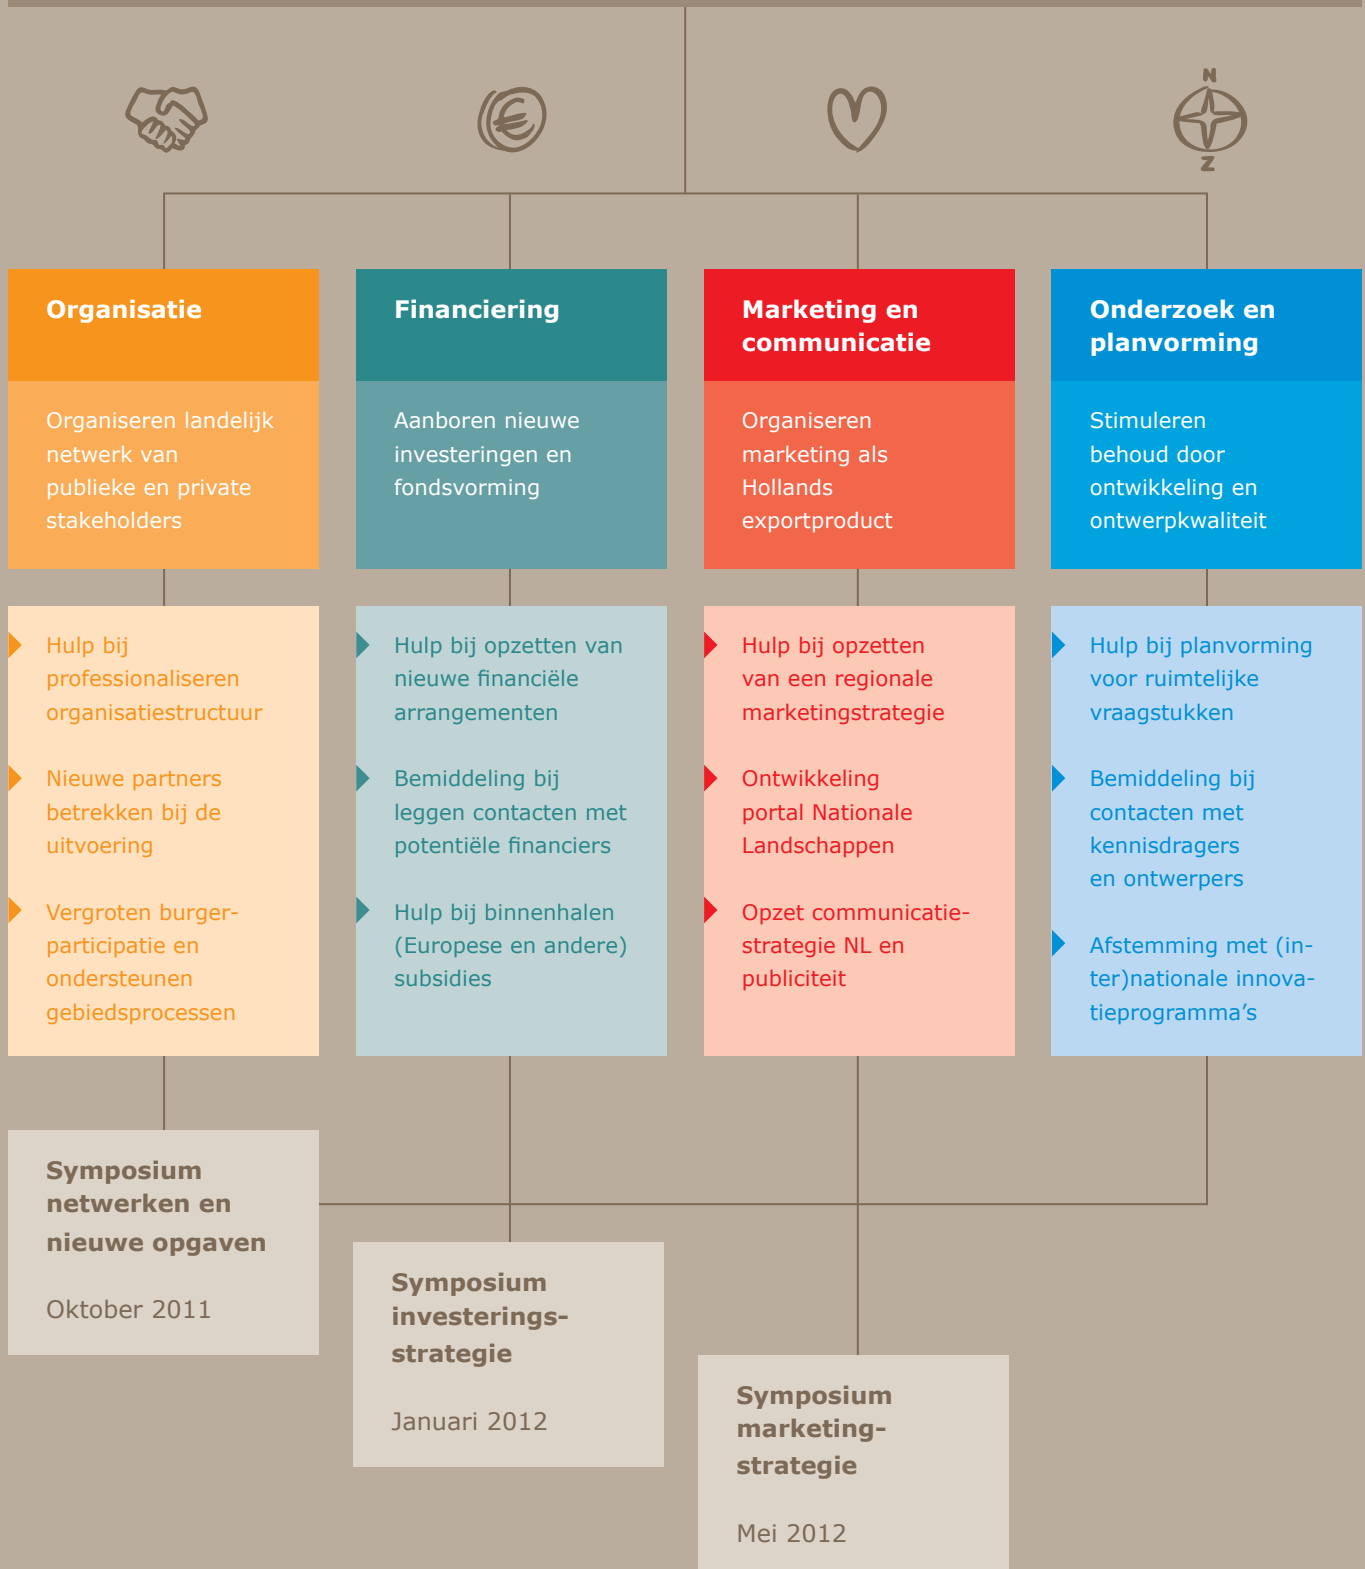 N
Z
Organisatie
Organiseren landelijk
netwerk van
publieke en private
stakeholders
Hulp bij
professionaliseren
organisatiestructuur
Nieuwe partners
betrekken bij de
uitvoering
Vergroten burger-
participatie en
ondersteunen
gebiedsprocessen
Symposium
netwerken en
nieuwe opgaven
Oktober 2011
Financiering
Aanboren nieuwe
investeringen en
fondsvorming
Hulp bij opzetten van
nieuwe financiële
arrangementen
Bemiddeling bij
leggen contacten met
potentiële financiers
Hulp bij binnenhalen
(Europese en andere)
subsidies
Symposium
investerings-
strategie
Januari 2012
Marketing en
communicatie
Organiseren
marketing als
Hollands
exportproduct
Hulp bij opzetten
van een regionale
marketingstrategie
Ontwikkeling
portal Nationale
Landschappen
Opzet communicatie-
strategie NL en
publiciteit
Symposium
marketing-
strategie
Mei 2012
Onderzoek en
planvorming
Stimuleren
behoud door
ontwikkeling en
ontwerpkwaliteit
Hulp bij planvorming
voor ruimtelijke
vraagstukken
Bemiddeling bij
contacten met
kennisdragers
en ontwerpers
Afstemming met (in-
ter)nationale innova-
tieprogramma’s